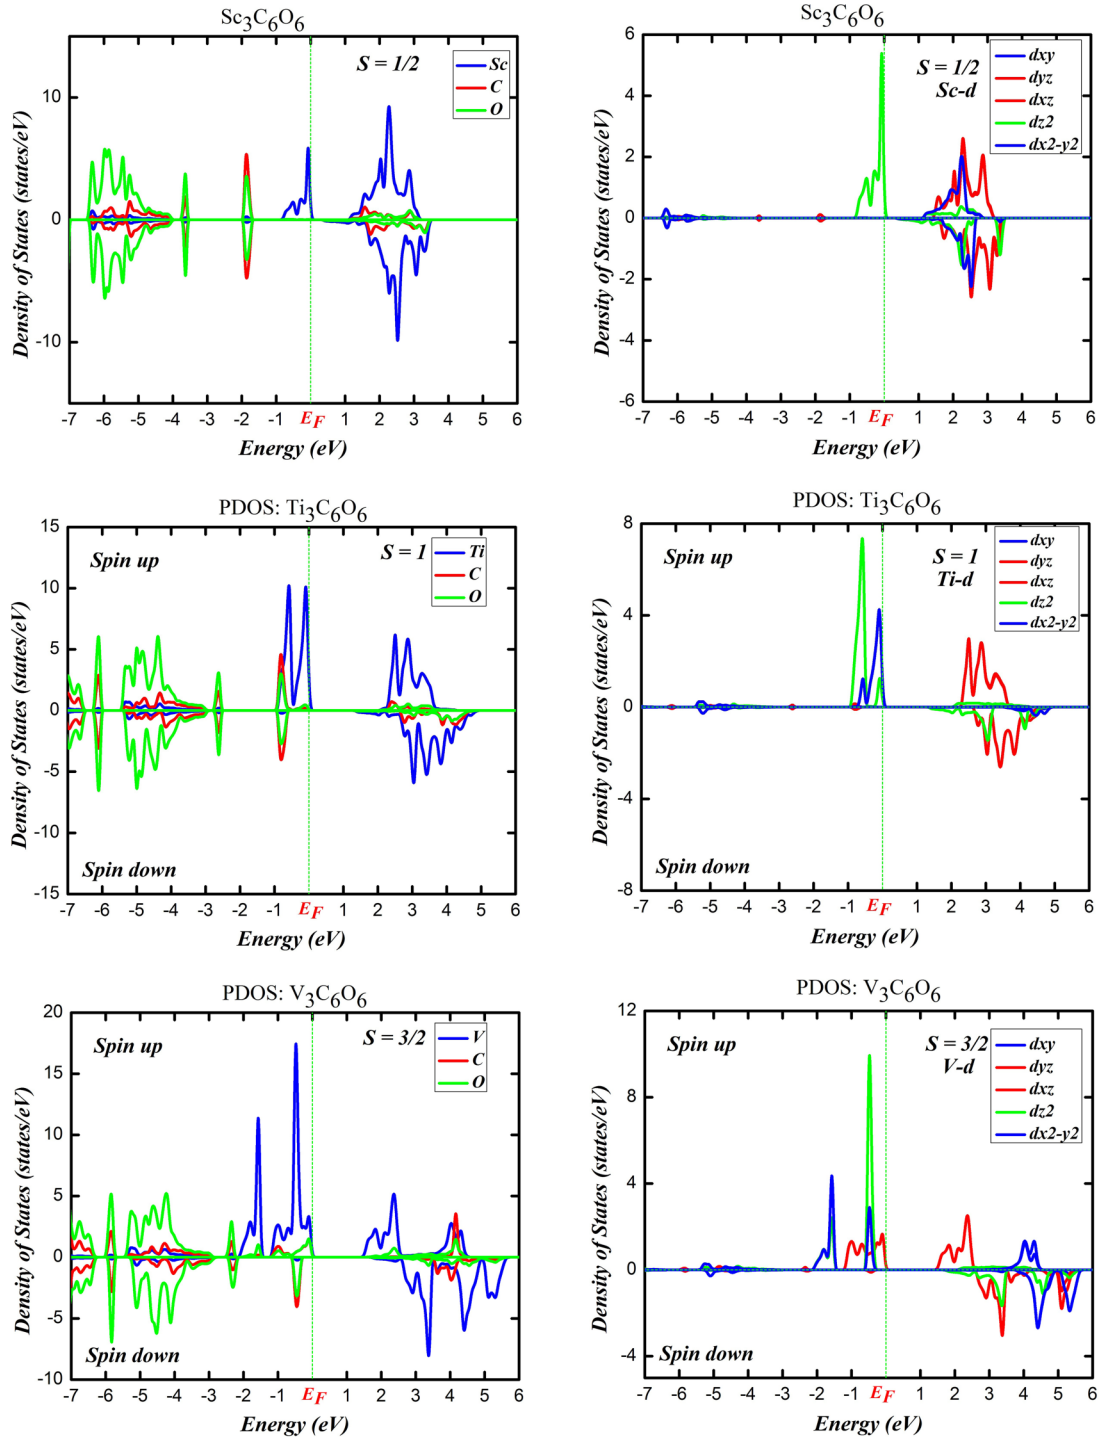 Sc3C6O6
S = 1/2
Sc
C
O
10
0
-10
Density of States (states/eV)
-7 -6 -5 -4 -3 -2 -1 EF 1 2 3 4 5 6
Energy (eV)
Sc3C6O6
S = 1/2
Sc-d
dxy
dyz
dxz
dz2
dx2-y2
6
4
2
0
-2
-4
-6
Density of States (states/eV)
-7 -6 -5 -4 -3 -2 -1 EF 1 2 3 4 5 6
Energy (eV)
PDOS: Ti3C6O6
Spin up
S = 1
Ti
C
O
15
10
5
0
-5
-10
-15
Density of States (states/eV)
Spin down
-7 -6 -5 -4 -3 -2 -1 EF 1 2 3 4 5 6
Energy (eV)
PDOS: Ti3C6O6
Spin up
S = 1
Ti-d
dxy
dyz
dxz
dz2
dx2-y2
8
4
0
-4
-8
Density of States (states/eV)
Spin down
-7 -6 -5 -4 -3 -2 -1 EF 1 2 3 4 5 6
Energy (eV)
PDOS: V3C6O6
Spin up
S = 3/2
V
C
O
20
15
10
5
0
-5
-10
Density of States (states/eV)
Spin down
-7 -6 -5 -4 -3 -2 -1 EF 1 2 3 4 5 6
Energy (eV)
PDOS: V3C6O6
Spin up
S = 3/2
V-d
dxy
dyz
dxz
dz2
dx2-y2
12
8
4
0
-4
Density of States (states/eV)
Spin down
-7 -6 -5 -4 -3 -2 -1 EF 1 2 3 4 5 6
Energy (eV)